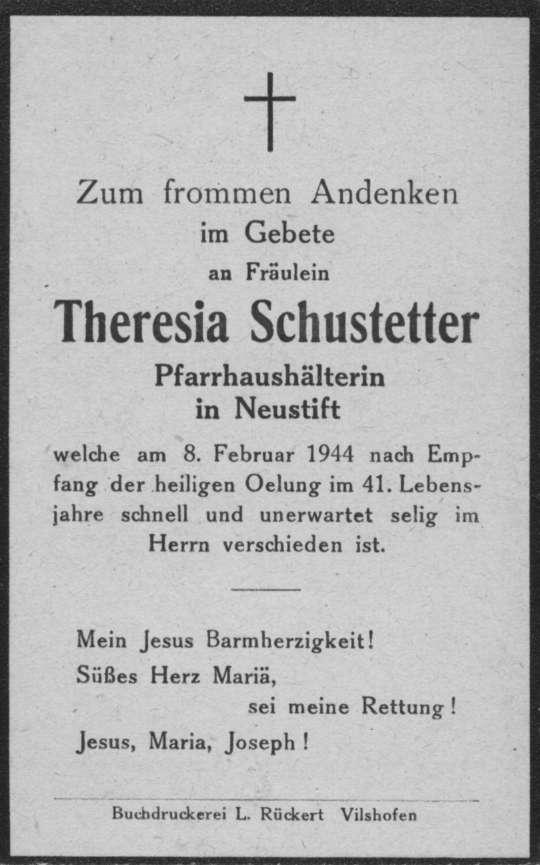 Zum frommen Andenken
im Gebete
an Fräulein
Theresia Schustetter
Pfarrhaushälterin
in Neustift
welche am 8. Februar 1944 nach Emp-
fang der heiligen Oelung im 41. Lebens-
jahre schnell und unerwartet selig im
Herrn verschieden ist.
Mein Jesus Barmherzigkeit!
Süßes Herz Mariä,
sei meine Rettung!
Jesus, Maria, Joseph!
Buchdruckerei L. Rückert Vilshofen